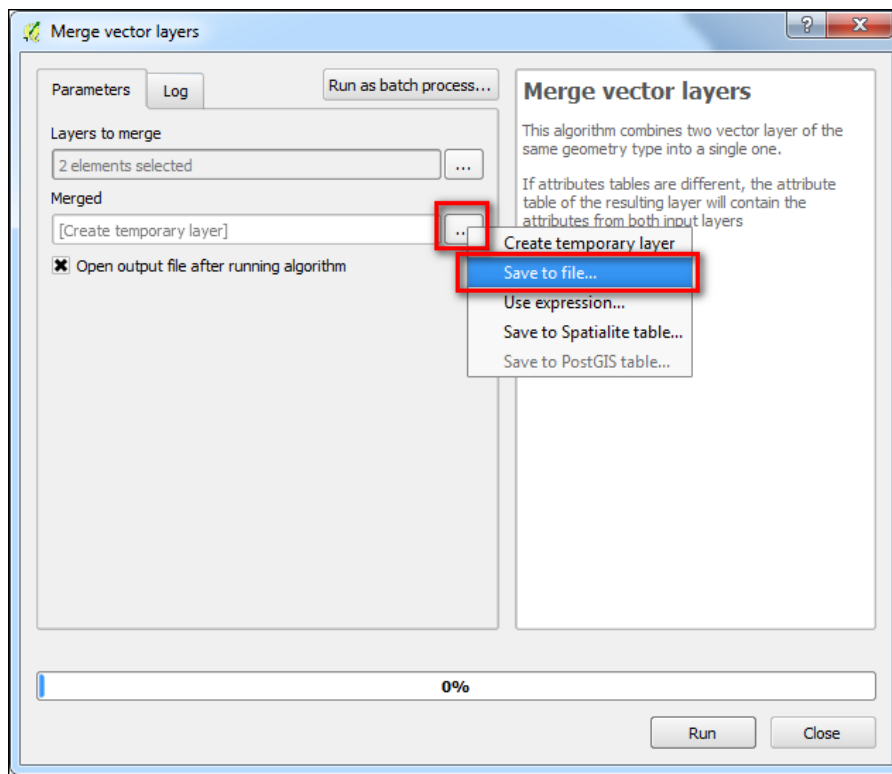 Merge vector layers
?
Parameters
Log
Run as batch process...
Layers to merge
2 elements selected
...
Merged
[Create temporary layer]
..
Open output file after running algorithm
Merge vector layers
This algorithm combines two vector layer of the
same geometry type into a single one.
If attributes tables are different, the attribute
table of the resulting layer will contain the
attributes from both input layers
Create temporary layer
Save to file...
Use expression...
Save to Spatialite table...
Save to PostGIS table...
0%
Run
Close